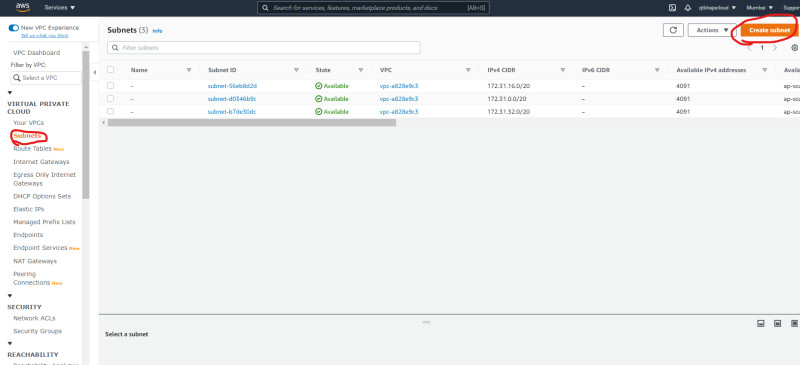 aws Services Search for services, features, marketplace products, and docs [Alt+S] qtkhajacloud Mumbai Suppor
New VPC Experience
Tell us what you think
VPC Dashboard
Filter by VPC:
Select a VPC
VIRTUAL PRIVATE CLOUD
Your VPCs
Subnets
Route Tables New
Internet Gateways
Egress Only Internet Gateways
DHCP Options Sets
Elastic IPs
Managed Prefix Lists
Endpoints
Endpoint Services New
NAT Gateways
Peering Connections New
SECURITY
Network ACLs
Security Groups
REACHABILITY
Subnets (3) Info Actions Create subnet
Filter subnets 1
Name Subnet ID State VPC IPv4 CIDR IPv6 CIDR Available IPv4 addresses Availa
– subnet-56eb8d2d Available vpc-a828e9c3 172.31.16.0/20 – 4091 ap-sou
– subnet-d0346b9c Available vpc-a828e9c3 172.31.0.0/20 – 4091 ap-sou
– subnet-b7de30dc Available vpc-a828e9c3 172.31.32.0/20 – 4091 ap-sou
Select a subnet